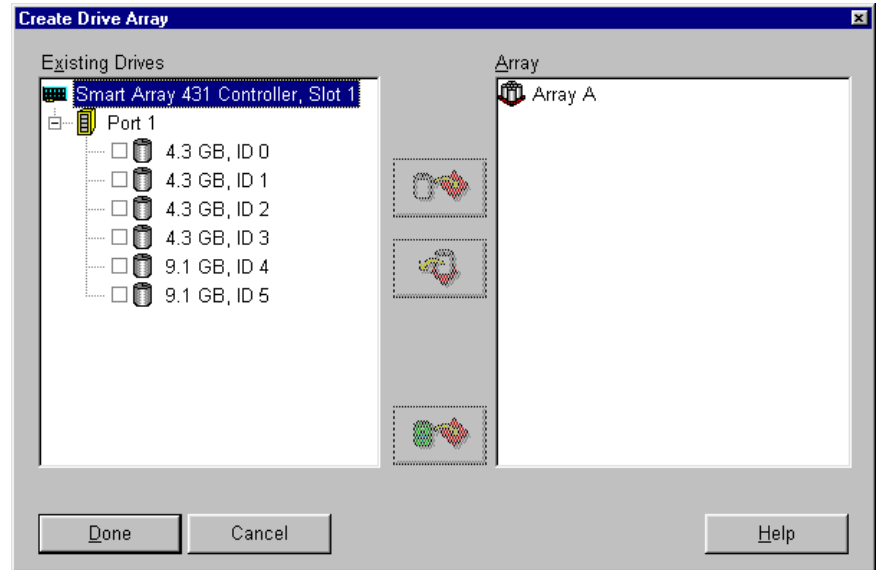 Create Drive Array
Existing Drives
Smart Array 431 Controller, Slot 1
Port 1
4.3 GB, ID 0
4.3 GB, ID 1
4.3 GB, ID 2
4.3 GB, ID 3
9.1 GB, ID 4
9.1 GB, ID 5
Array
Array A
Done
Cancel
Help